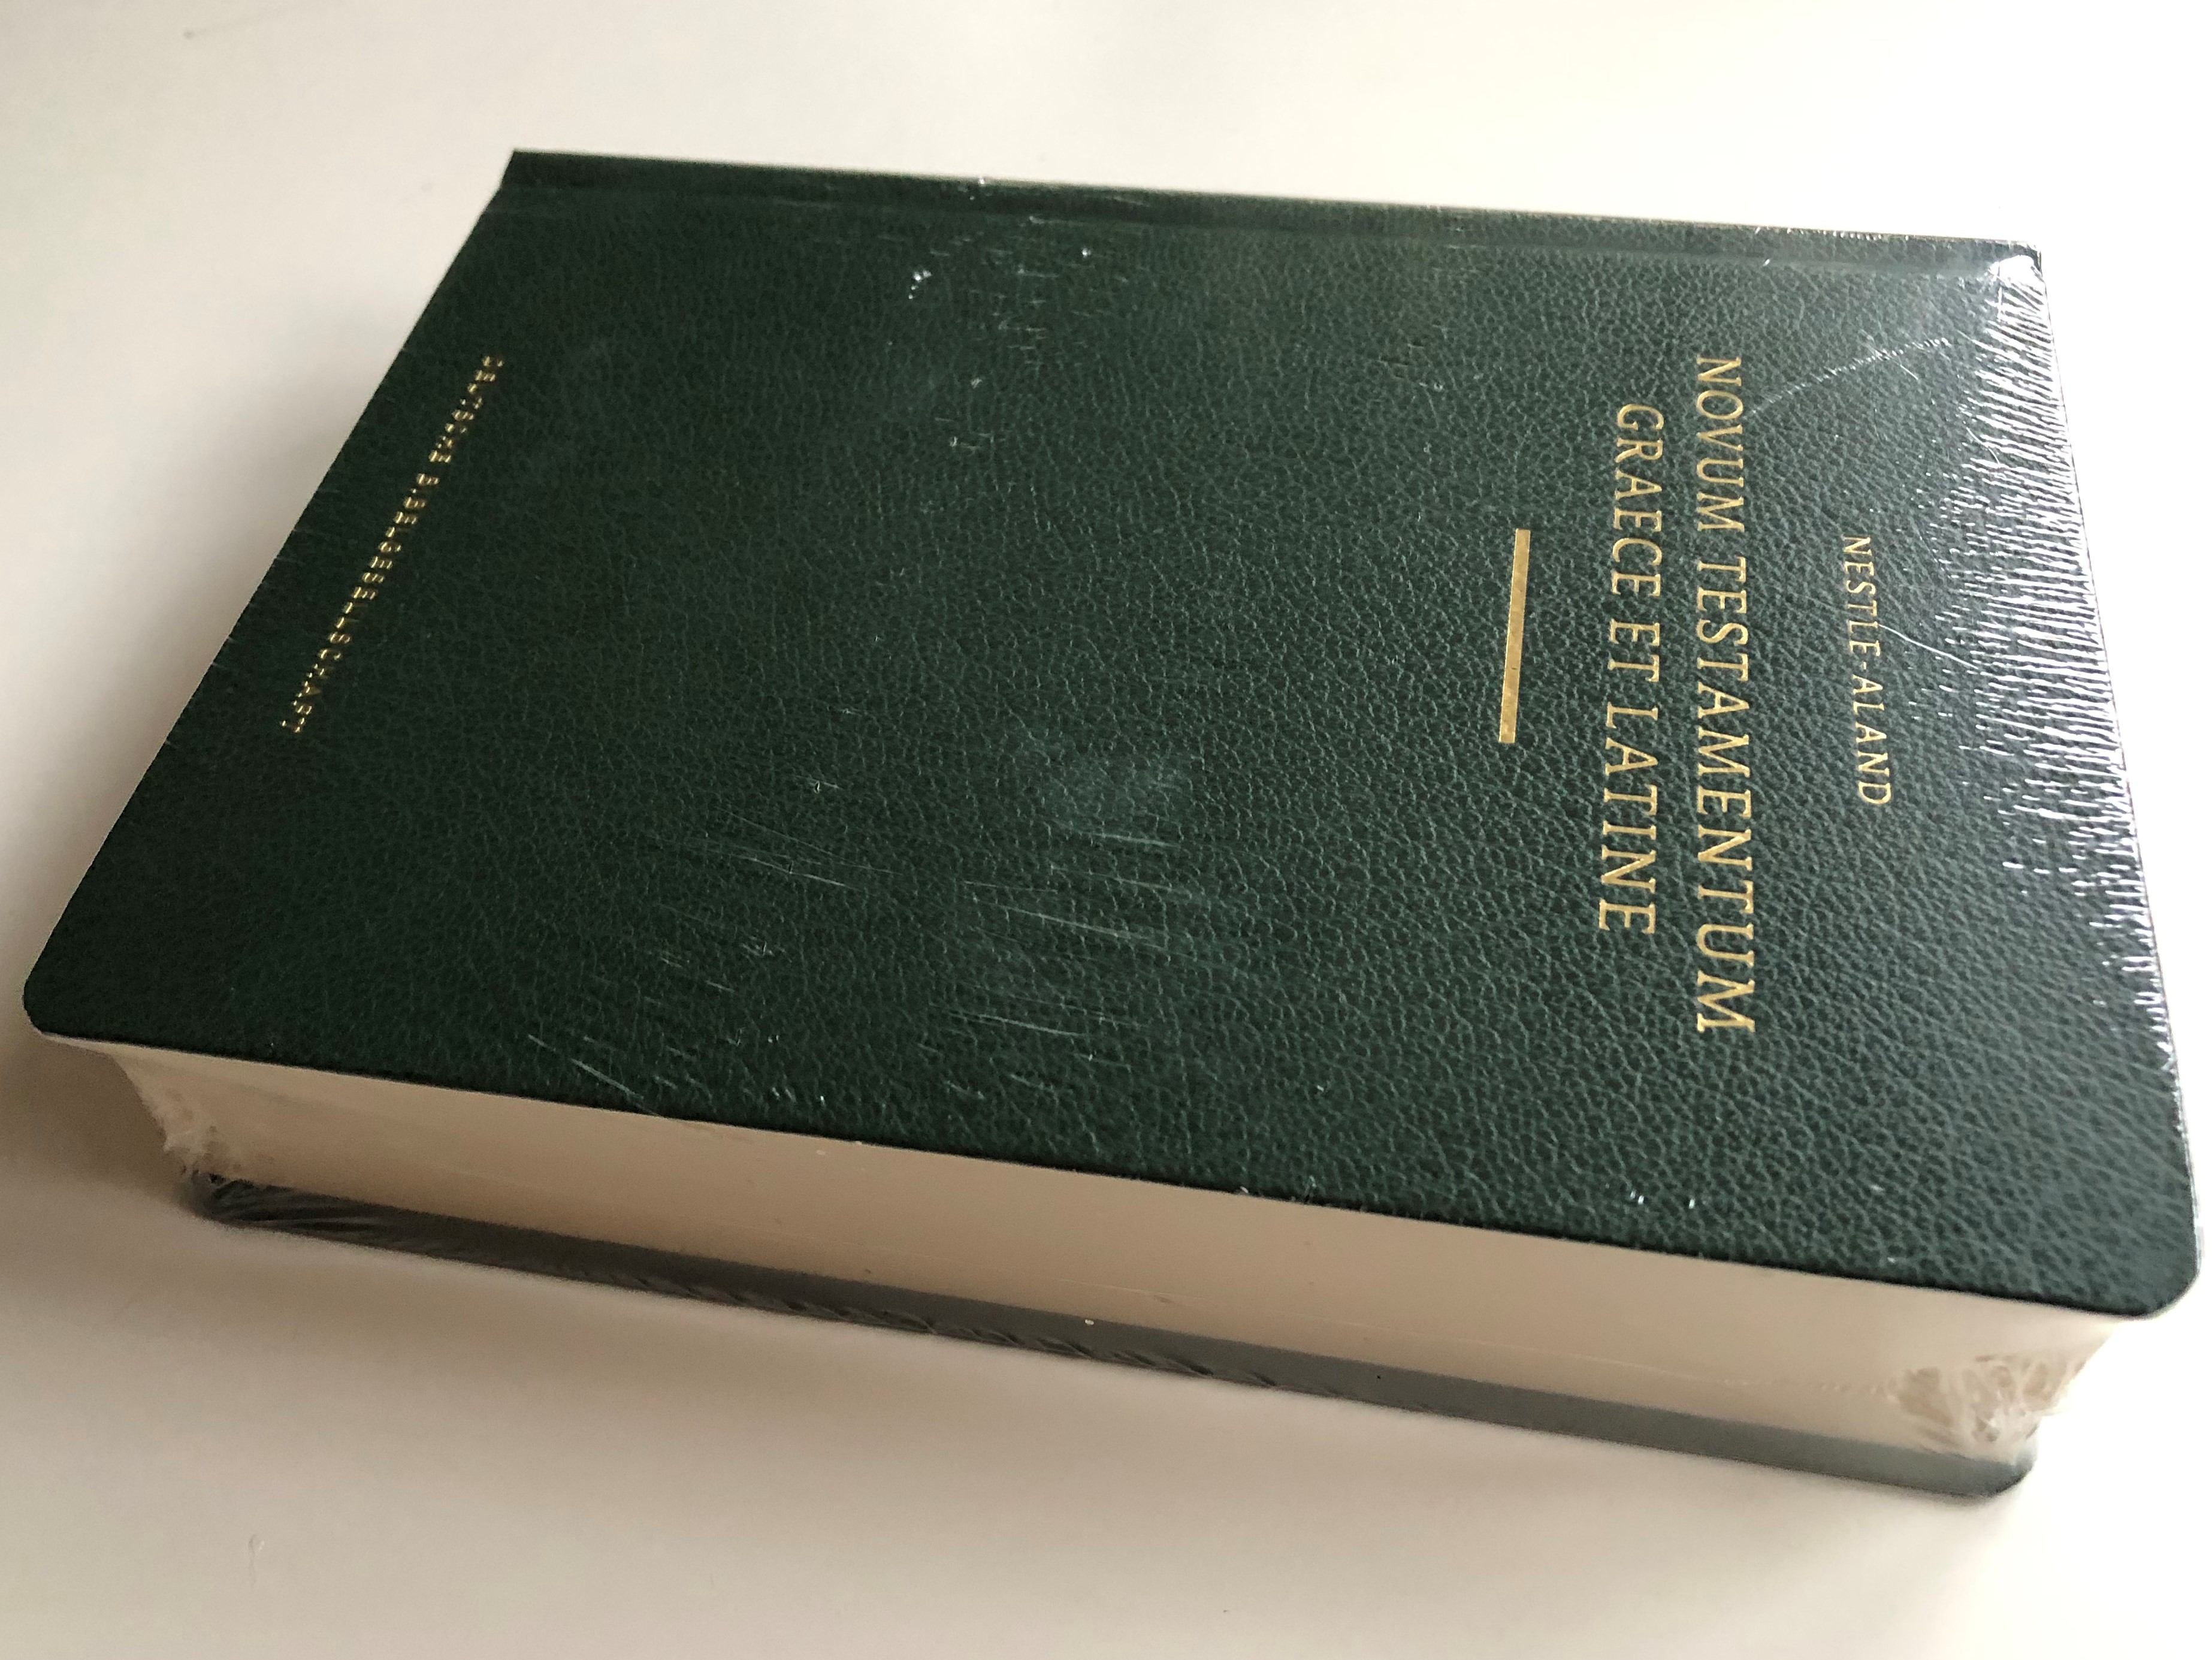 NESTLE-ALAND
NOVUM TESTAMENTUM
GRAECE ET LATINE
DEUTSCHE BIBELGESELLSCHAFT